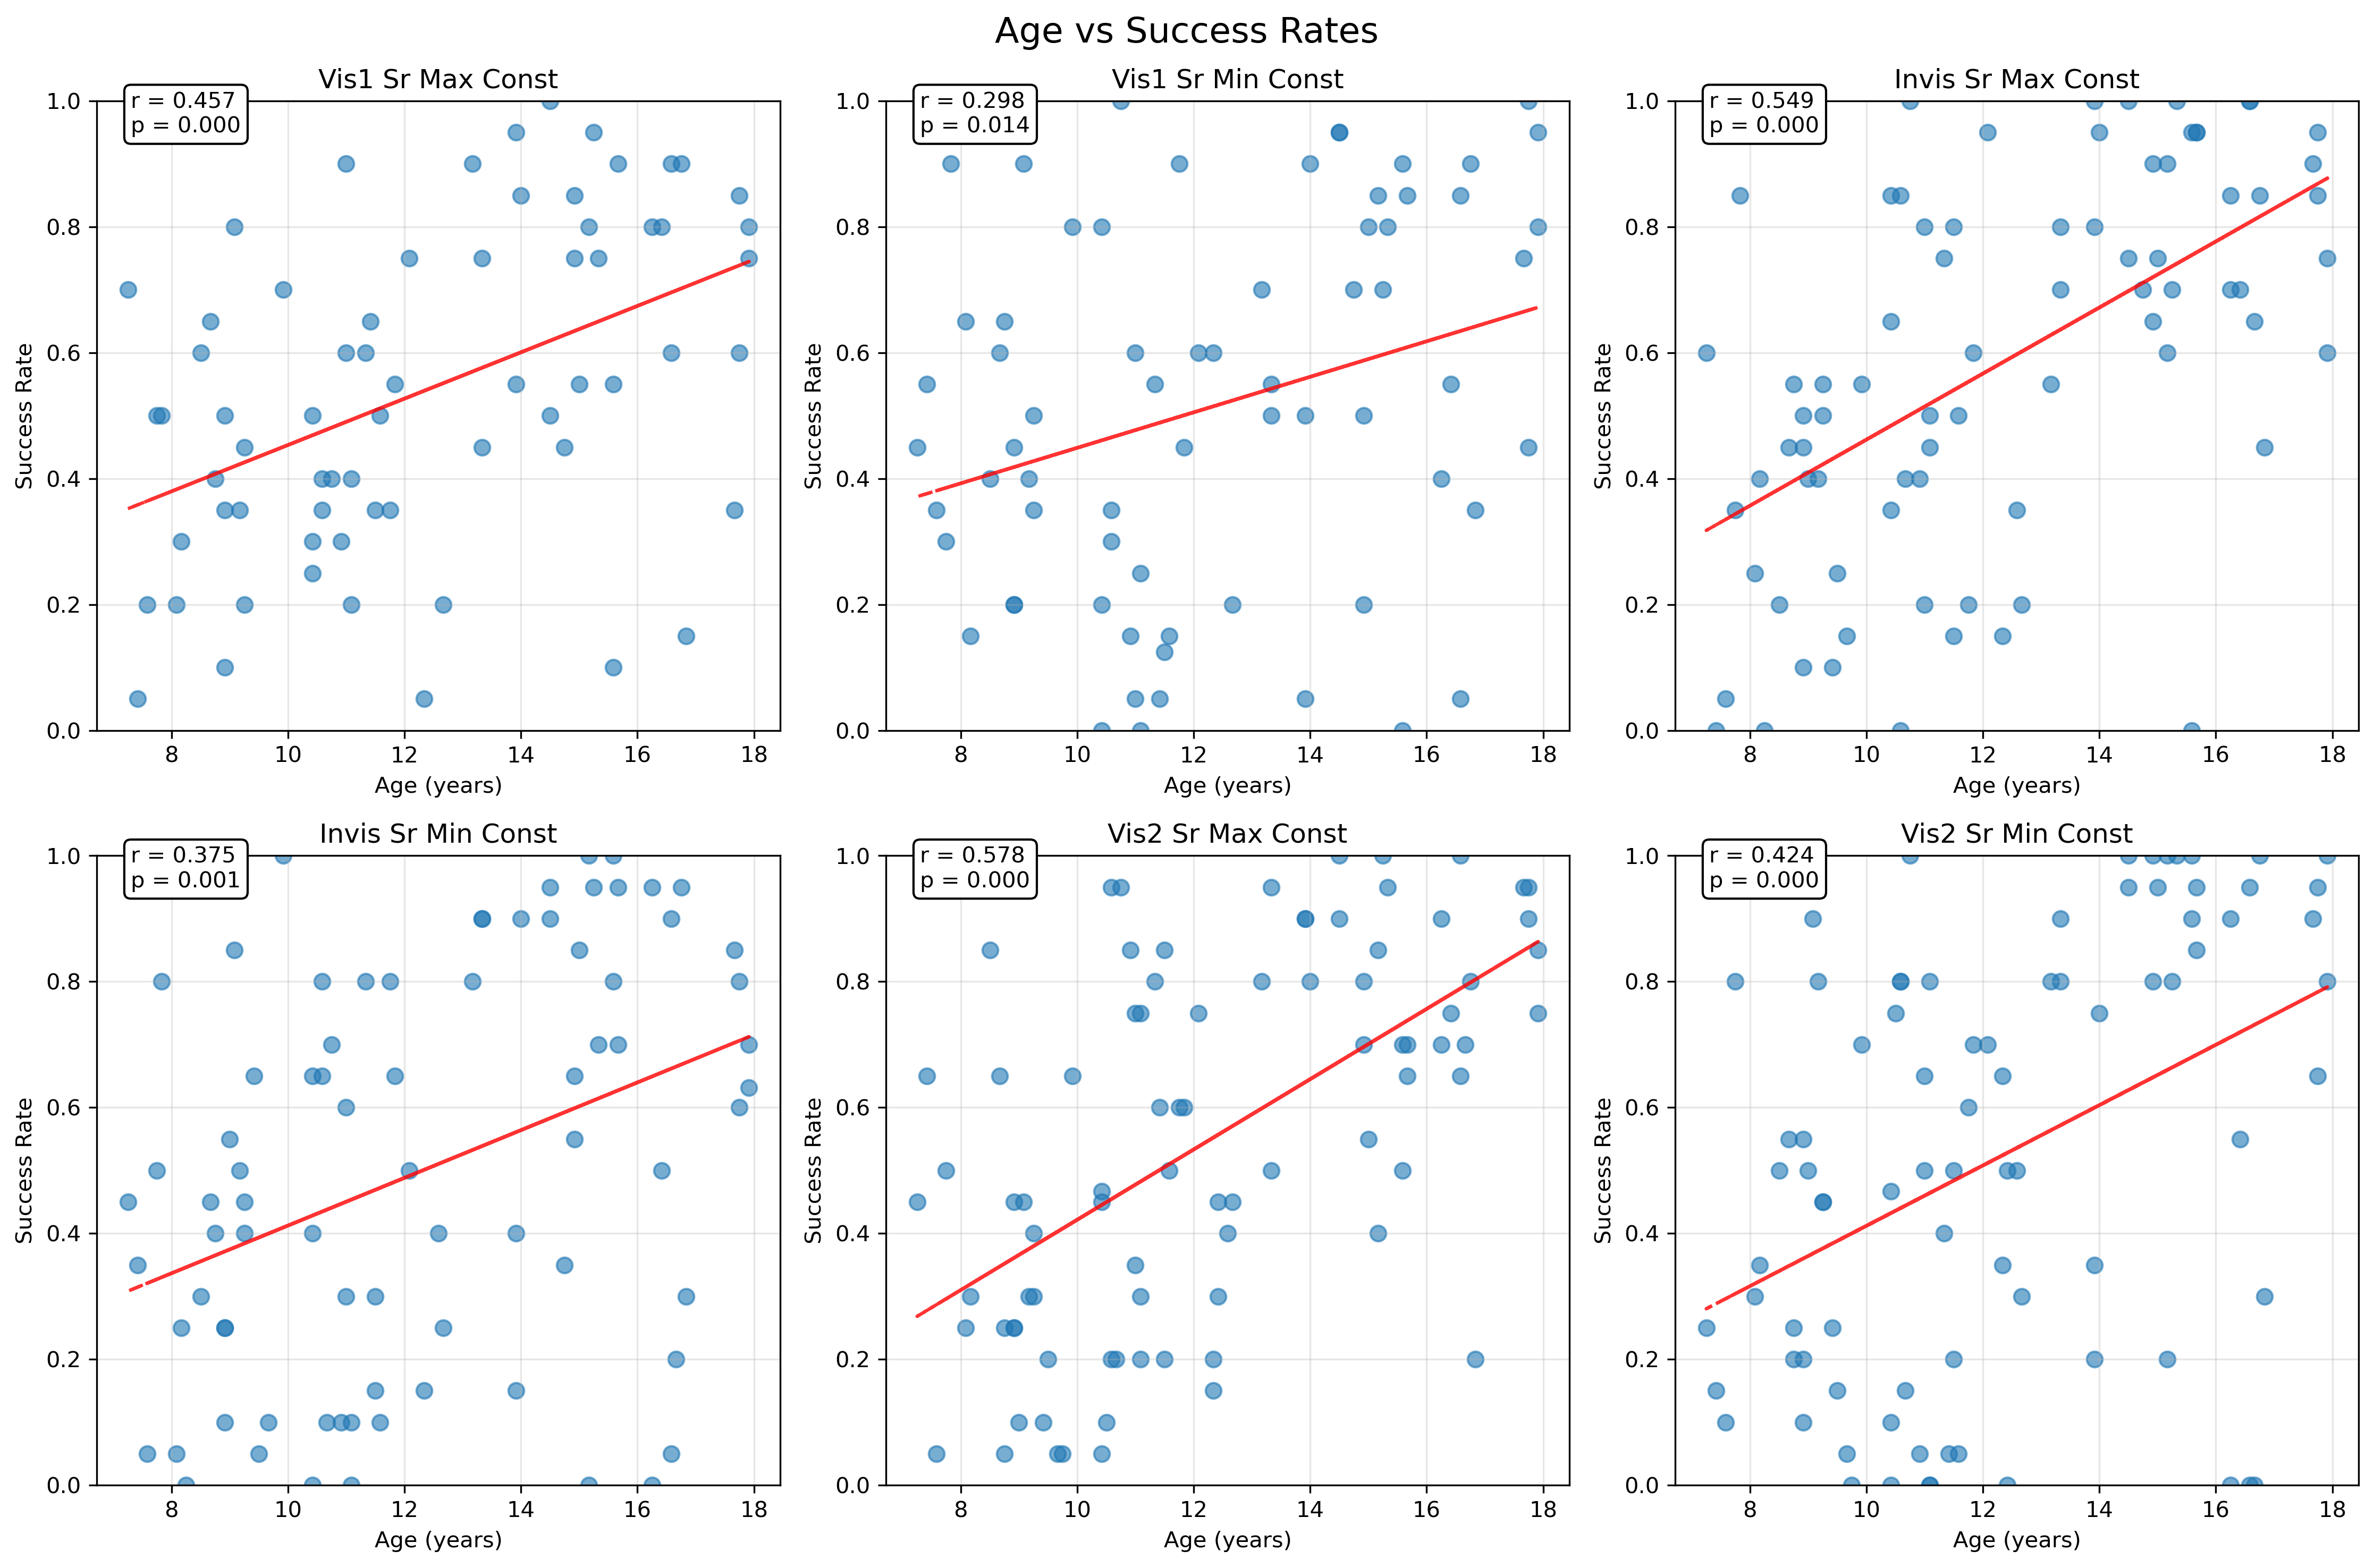 Age vs Success Rates
Vis1 Sr Max Const
r = 0.457
p = 0.000
1.0
0.8
0.6
0.4
0.2
0.0
Success Rate
8 10 12 14 16 18
Age (years)
Vis1 Sr Min Const
r = 0.298
p = 0.014
1.0
0.8
0.6
0.4
0.2
0.0
Success Rate
8 10 12 14 16 18
Age (years)
Invis Sr Max Const
r = 0.549
p = 0.000
1.0
0.8
0.6
0.4
0.2
0.0
Success Rate
8 10 12 14 16 18
Age (years)
Invis Sr Min Const
r = 0.375
p = 0.001
1.0
0.8
0.6
0.4
0.2
0.0
Success Rate
8 10 12 14 16 18
Age (years)
Vis2 Sr Max Const
r = 0.578
p = 0.000
1.0
0.8
0.6
0.4
0.2
0.0
Success Rate
8 10 12 14 16 18
Age (years)
Vis2 Sr Min Const
r = 0.424
p = 0.000
1.0
0.8
0.6
0.4
0.2
0.0
Success Rate
8 10 12 14 16 18
Age (years)